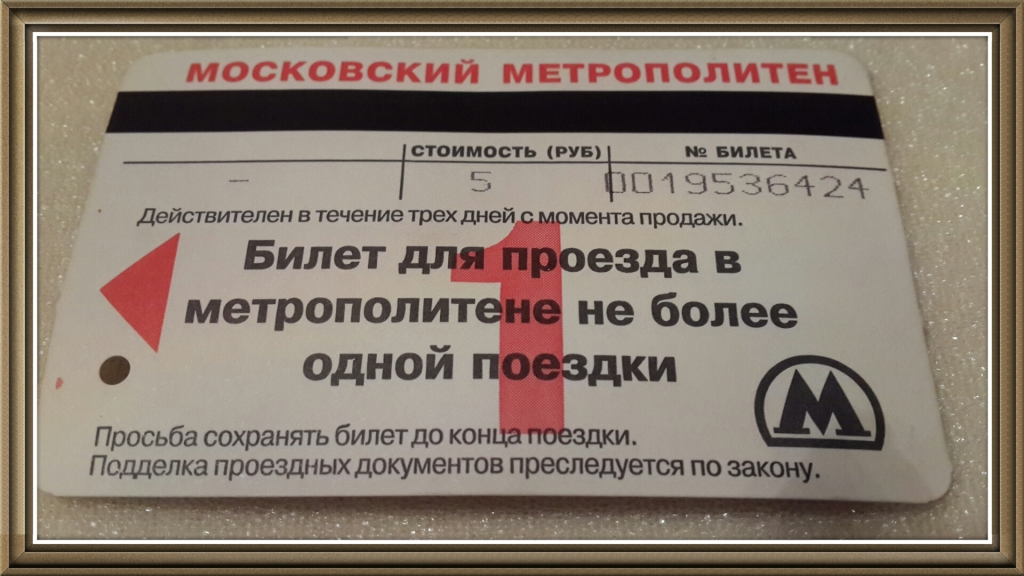 МОСКОВСКИЙ МЕТРОПОЛИТЕН
СТОИМОСТЬ (РУБ) № БИЛЕТА
– 5 0019536424
Действителен в течение трех дней с момента продажи.
1
Билет для проезда в
метрополитене не более
одной поездки
М
Просьба сохранять билет до конца поездки.
Подделка проездных документов преследуется по закону.